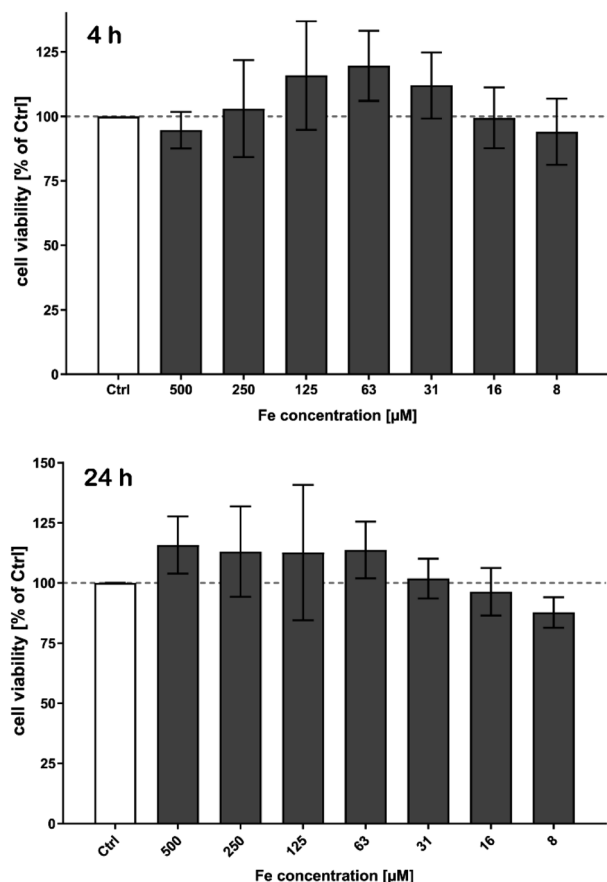 4 h
cell viability [% of Ctrl]
125
100
75
50
25
0
Ctrl 500 250 125 63 31 16 8
Fe concentration [µM]
24 h
cell viability [% of Ctrl]
150
125
100
75
50
25
0
Ctrl 500 250 125 63 31 16 8
Fe concentration [µM]